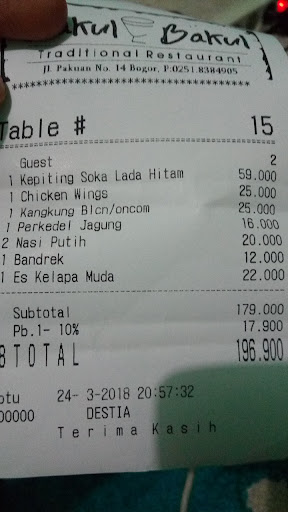 Bakul
Traditional Restaurant
Jl. Pakuan No. 14 Bogor, P:0251.8384905
****************************************
Table # 15
Guest 2
1 Kepiting Soka Lada Hitam 59.000
1 Chicken Wings 25.000
1 Kangkung Blcn/oncom 25.000
1 Perkedel Jagung 16.000
2 Nasi Putih 20.000
1 Bandrek 12.000
1 Es Kelapa Muda 22.000
Subtotal 179.000
Pb.1- 10% 17.900
8 TOTAL 196.900
btu 24- 3-2018 20:57:32
00000 DESTIA
Terima Kasih